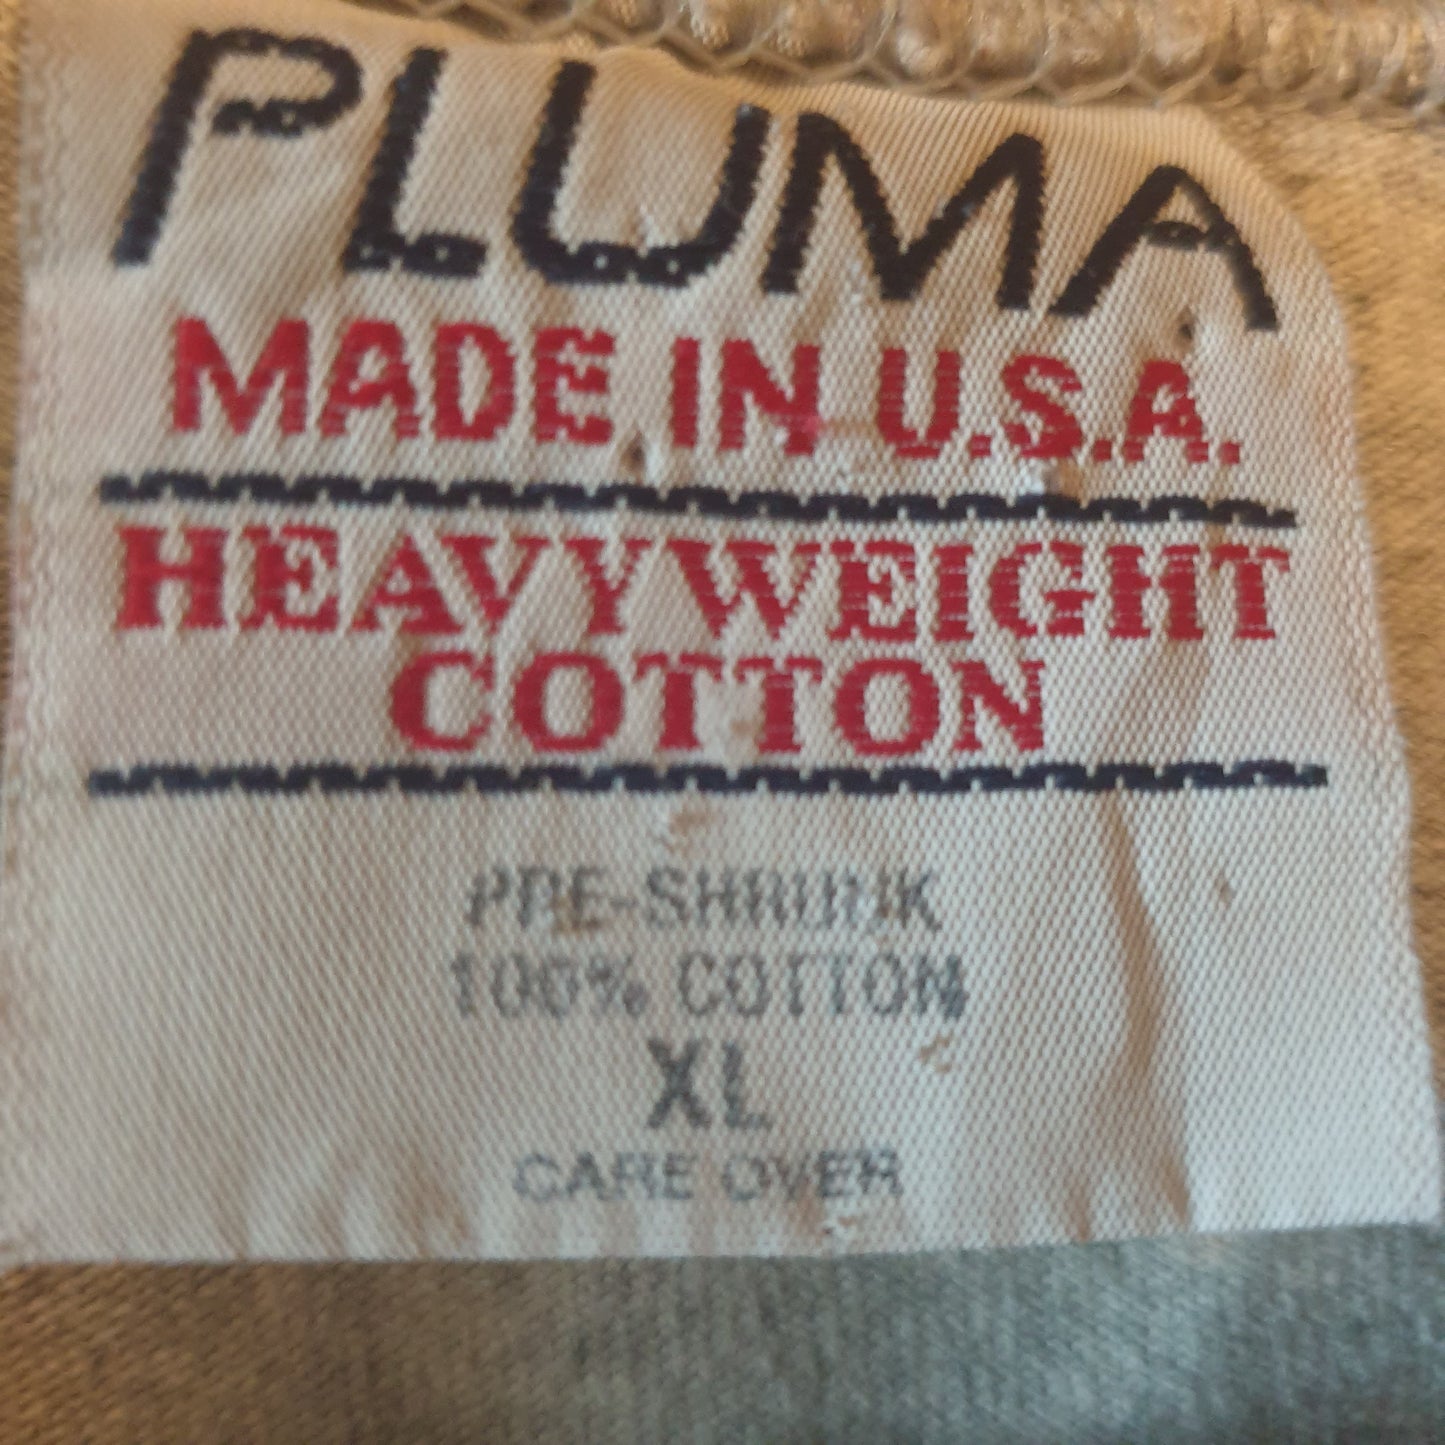 PLUMA
MADE IN U.S.A.
HEAVYWEIGHT
COTTON
PRE-SHRUNK
100% COTTON
XL
CARE OVER